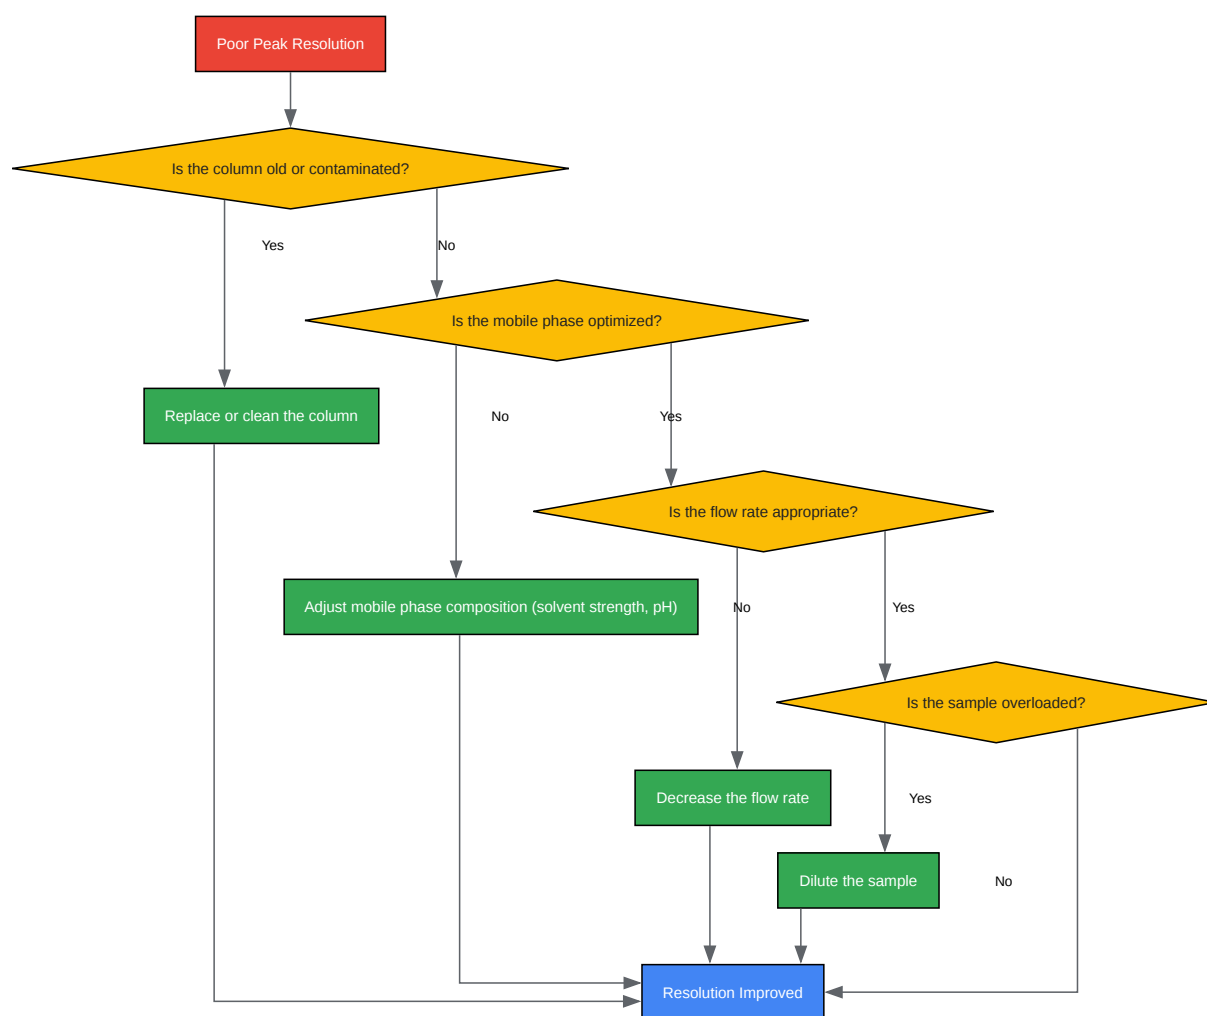 Poor Peak Resolution
Is the column old or contaminated?
Yes
No
Is the mobile phase optimized?
Replace or clean the column
No
Yes
Is the flow rate appropriate?
Adjust mobile phase composition (solvent strength, pH)
No
Yes
Is the sample overloaded?
Decrease the flow rate
Yes
Dilute the sample
No
Resolution Improved